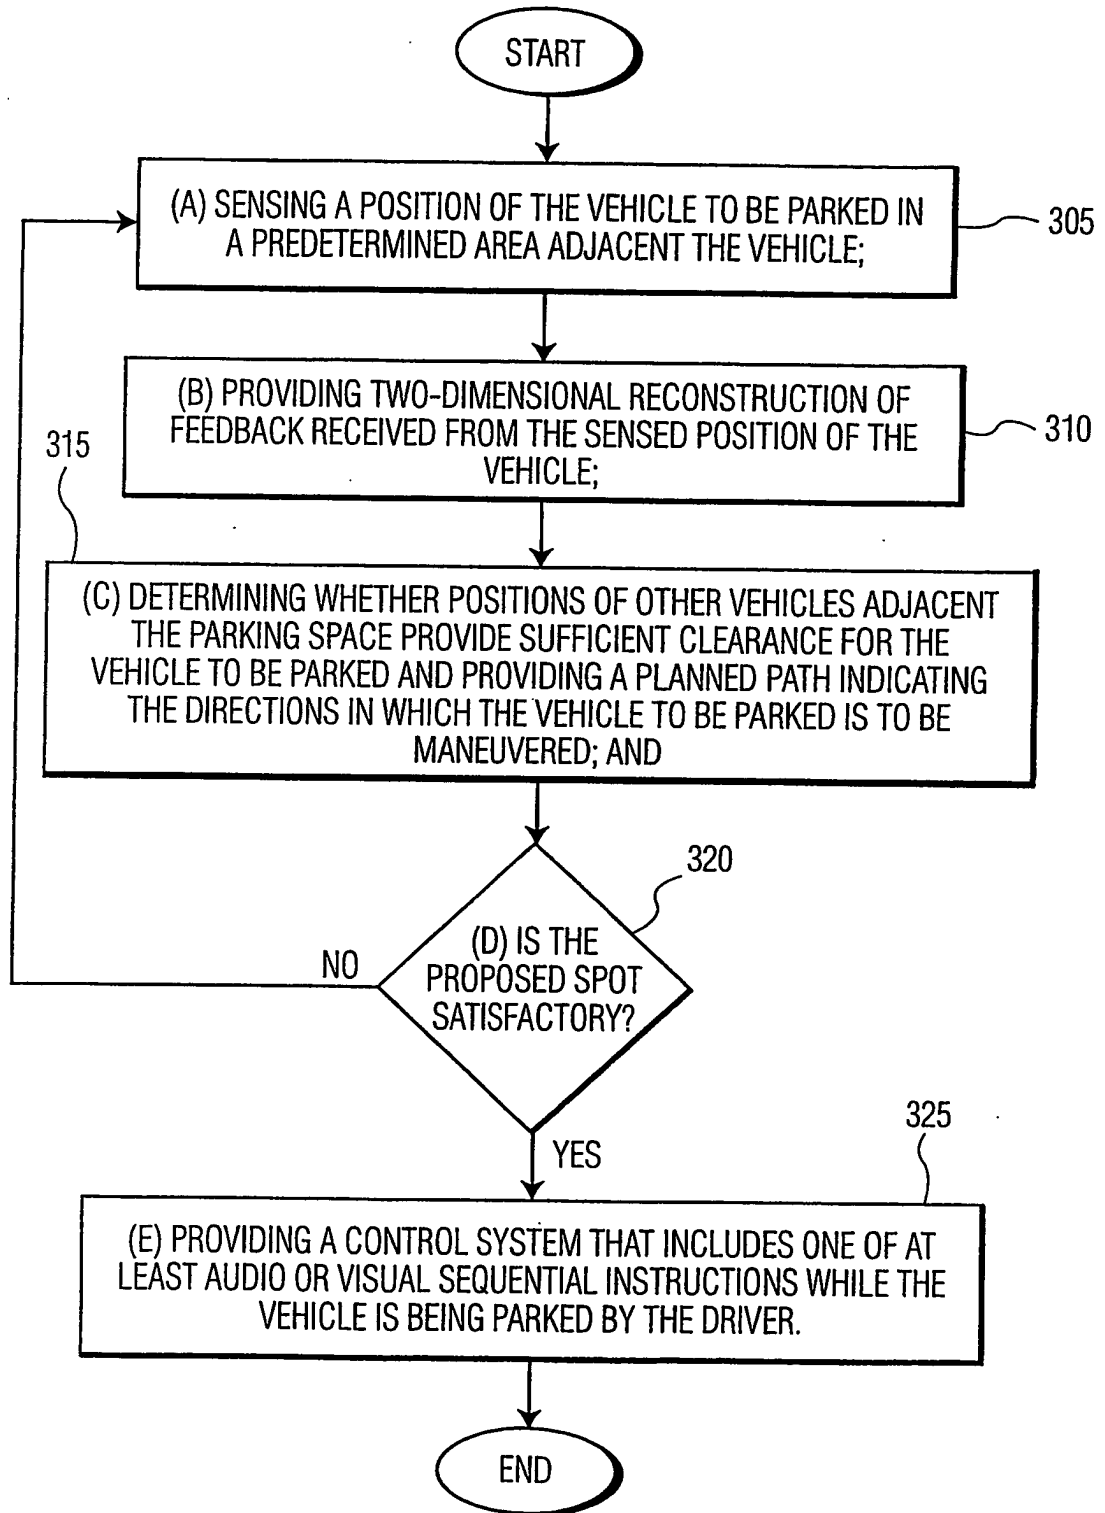 START
(A) SENSING A POSITION OF THE VEHICLE TO BE PARKED IN
A PREDETERMINED AREA ADJACENT THE VEHICLE;
305
(B) PROVIDING TWO-DIMENSIONAL RECONSTRUCTION OF
FEEDBACK RECEIVED FROM THE SENSED POSITION OF THE
VEHICLE;
310
315
(C) DETERMINING WHETHER POSITIONS OF OTHER VEHICLES ADJACENT
THE PARKING SPACE PROVIDE SUFFICIENT CLEARANCE FOR THE
VEHICLE TO BE PARKED AND PROVIDING A PLANNED PATH INDICATING
THE DIRECTIONS IN WHICH THE VEHICLE TO BE PARKED IS TO BE
MANEUVERED; AND
320
(D) IS THE
PROPOSED SPOT
SATISFACTORY?
NO
YES
325
(E) PROVIDING A CONTROL SYSTEM THAT INCLUDES ONE OF AT
LEAST AUDIO OR VISUAL SEQUENTIAL INSTRUCTIONS WHILE THE
VEHICLE IS BEING PARKED BY THE DRIVER.
END